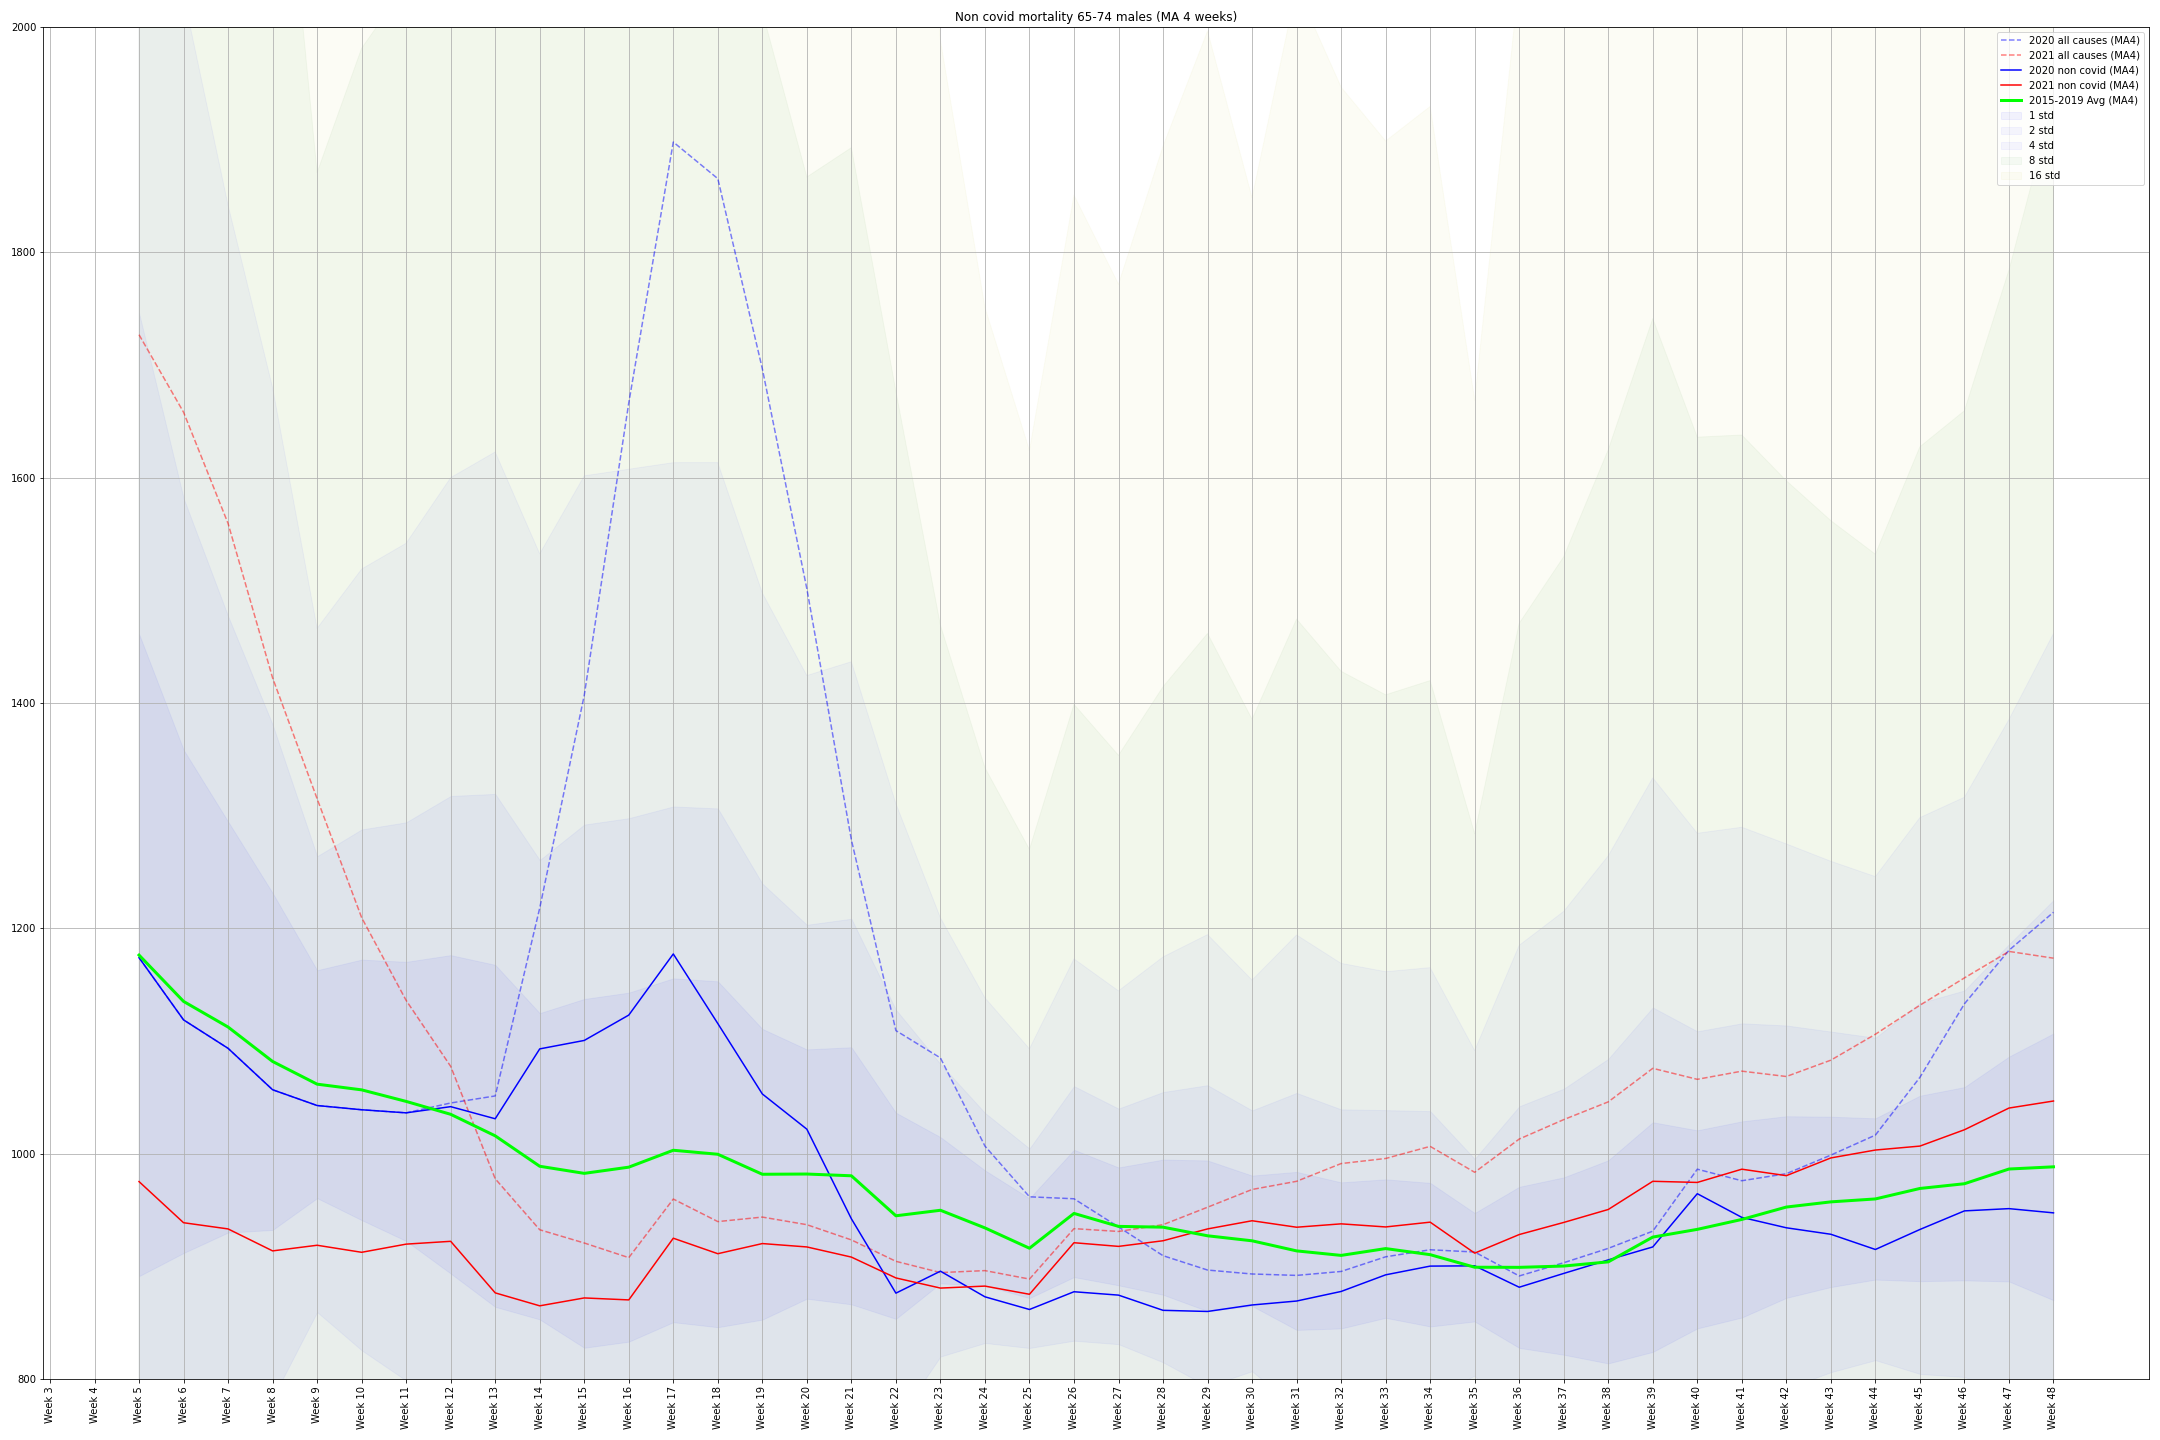 Non covid mortality 65-74 males (MA 4 weeks)
2000
1800
1600
1400
1200
1000
800
2020 all causes (MA4)
2021 all causes (MA4)
2020 non covid (MA4)
2021 non covid (MA4)
2015-2019 Avg (MA4)
1 std
2 std
4 std
8 std
16 std
Week 3
Week 4
Week 5
Week 6
Week 7
Week 8
Week 9
Week 10
Week 11
Week 12
Week 13
Week 14
Week 15
Week 16
Week 17
Week 18
Week 19
Week 20
Week 21
Week 22
Week 23
Week 24
Week 25
Week 26
Week 27
Week 28
Week 29
Week 30
Week 31
Week 32
Week 33
Week 34
Week 35
Week 36
Week 37
Week 38
Week 39
Week 40
Week 41
Week 42
Week 43
Week 44
Week 45
Week 46
Week 47
Week 48